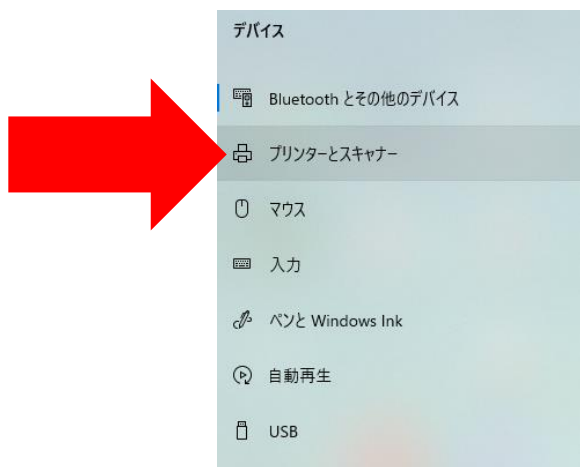 デバイス
Bluetooth とその他のデバイス
プリンターとスキャナー
マウス
入力
ペンと Windows Ink
自動再生
USB